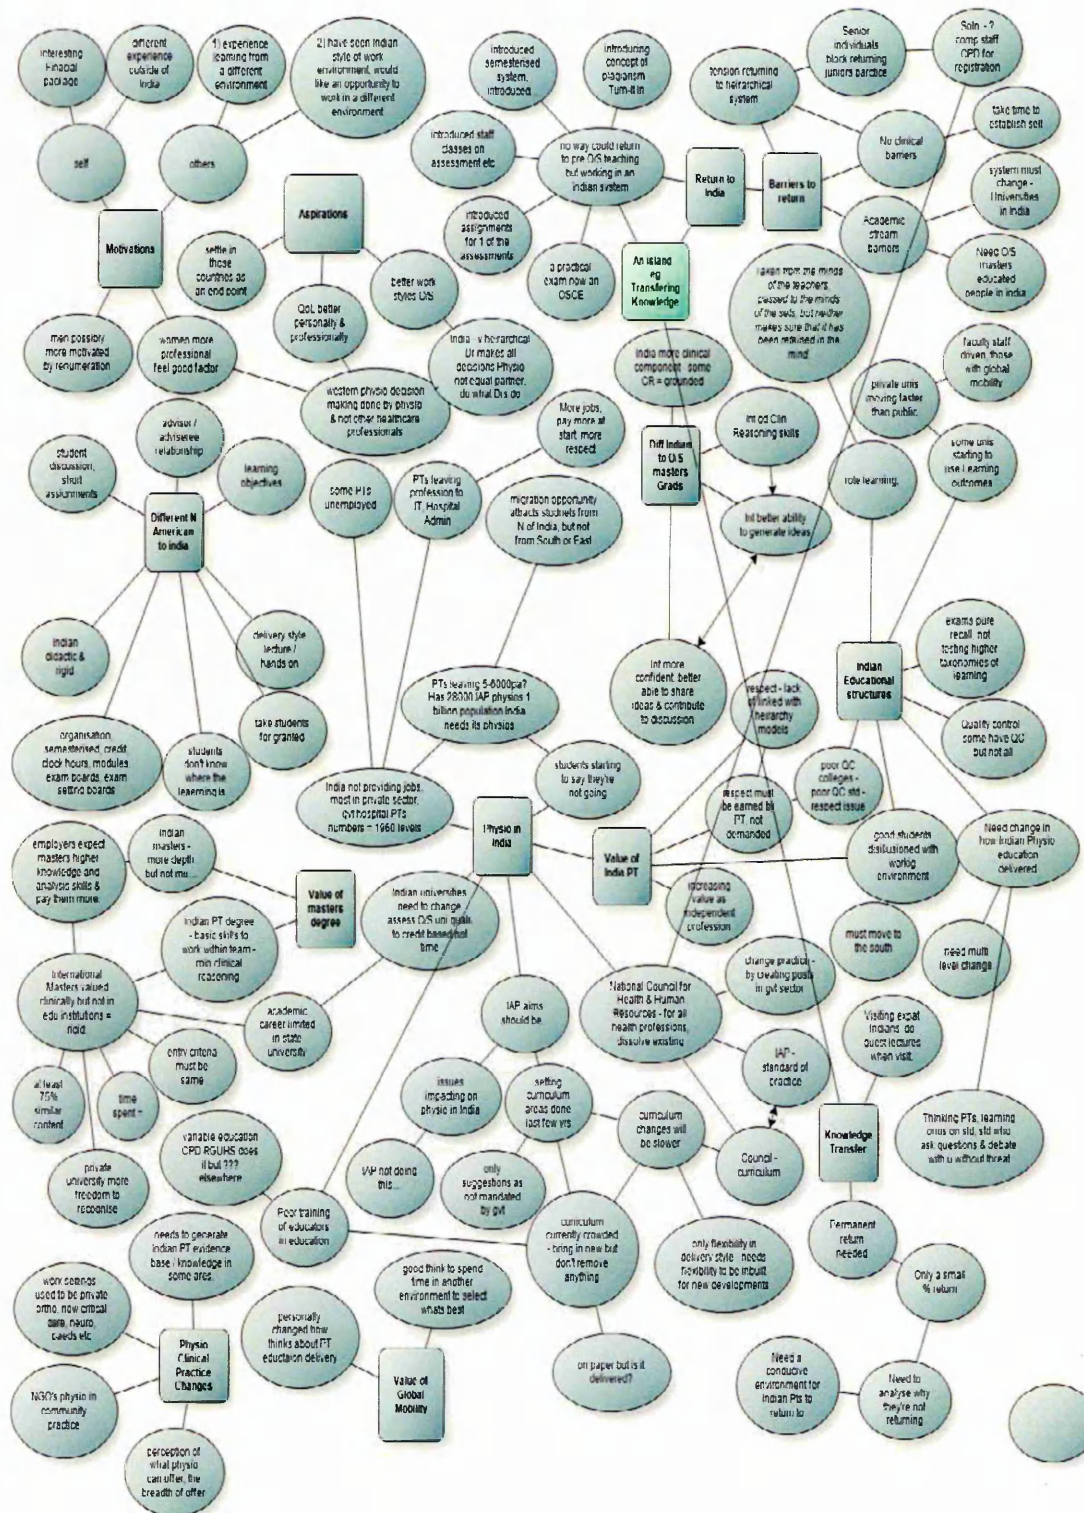 interesting
Finacial
package
different
experience
outside of
India
1) experience
learning from
a different
environment
2) have seen Indian
style of work
environment, would
like an opportunity to
work in a different
environment
self
others
Motivations
men possibly
more motivated
by renumeration
women more
professional
feel good factor
Aspirations
settle in
those
countries as
an end point
QoL better
personally &
professionally
better work
styles O/S
India - v heirarchical
Dr makes all
decisions Physio
not equal partner,
do what Drs do
western physio decision
making done by physio
& not other healthcare
professionals
introduced
semesterised
system,
introduced
introducing
concept of
plagiarism
Turn-it in
introduced staff
classes on
assessment etc
no way could return
to pre O/S teaching
but working in an
Indian system
introduced
assignments
for 1 of the
assessments
a practical
exam now an
OSCE
Return to
India
An island
eg
Transfering
Knowledge
Barriers to
return
tension returning
to heirarchical
system
Senior
individuals
block returning
juniors parctice
Soln - ?
comp staff
CPD for
registration
No clinical
barriers
take time to
establish self
Academic
stream
barriers
system must
change -
Universities
in India
Need O/S
masters
educated
people in india
Taken from the minds
of the teachers,
passed to the minds
of the sets, but neither
makes sure that it has
been retained in the
mind.
private unis
moving faster
than public.
faculty staff
driven, those
with global
mobility
some unis
starting to
use Learning
outcomes
rote learning,
India more clinical
component - some
CR = grounded
Diff Indian
to O/S
masters
Grads
Int gd Clin
Reasoning skills
Int better ability
to generate ideas
Int more
confident, better
able to share
ideas & contribute
to discussion
advisor /
adviseree
relationship
student
discussion,
short
assignments
learning
objectives
Different N
American
to india
Indian
didactic &
rigid
organisation,
semesterised, credit
clock hours, modules,
exam boards, exam
setting boards
students
don't know
where the
learning is
take students
for granted
delivery style
lecture /
hands on
some PTs
unemployed
PTs leaving
profession to
IT, Hospital
Admin
More jobs,
pay more at
start, more
respect
migration opportunity
attracts studnets from
N of India, but not
from South or East
PTs leaving 5-6000pa?
Has 28000 IAP physios 1
billion population India
needs its physios
India not providing jobs,
most in private sector,
gvt hospital PTs
numbers = 1960 levels
students starting
to say they're
not going
Physio in
India
Indian
Educational
structures
exams pure
recall, not
testing higher
taxonomies of
learning
Quality control
some have QC
but not all
poor QC
colleges -
poor QC std -
respect issue
good students
disillusioned with
workig
environment
Need change in
how Indian Physio
education
delivered
must move to
the south
need multi
level change
Thinking PTs, learning
onus on std, std who
ask questions & debate
with u without threat
Value of
India PT
respect - lack
of linked with
heirarchy
models
respect must
be earned by
PT, not
demanded
increasing
value as
independent
profession
employers expect
masters higher
knowledge and
analysis skills &
pay them more.
Indian
masters -
more depth
but not mu...
Value of
masters
degree
Indian PT degree
- basic skills to
work within team -
min clinical
reasoning
International
Masters valued
clinically but not in
edu institutions =
rigid
at least
75%
similar
content
time
spent =
entry criteria
must be
same
academic
career limited
in state
university
Indian universities
need to change
assess O/S uni quals
to credit based not
time
private
university more
freedom to
recognise
variable education
CPD RGUHS does
it but ???
elsewhere
Poor training
of educators
in education
IAP aims
should be..
issues
impacting on
physio in India
IAP not doing
this...
setting
curriculum
areas done
last few yrs
only
suggestions as
not mandated
by gvt
curriculum
changes will
be slower
curriculum
currently crowded
- bring in new but
don't remove
anything
only flexibility in
delivery style - needs
flexibility to be inbuilt
for new developments
on paper but is it
delivered?
National Council for
Health & Human
Resources - for all
health professions,
dissolve existing
change practice -
by creating posts
in gvt sector
IAP -
standard of
practice
Council -
curriculum
Visiting expat
Indians, do
guest lectures
when visit.
Knowledge
Transfer
Permanent
return
needed
Only a small
% return
Need to
analyse why
they're not
returning
Need a
conducive
environment for
Indian Pts to
return to
needs to generate
Indian PT evidence
base / knowledge in
some ares.
work settings
used to be private
ortho, now critical
care, neuro,
paeds etc
Physio
Clinical
Practice
Changes
NGO's physio in
community
practice
perception of
what physio
can offer, the
breadth of offer
good think to spend
time in another
environment to select
whats best
personally
changed how
thinks about PT
eductaion delivery
Value of
Global
Mobility